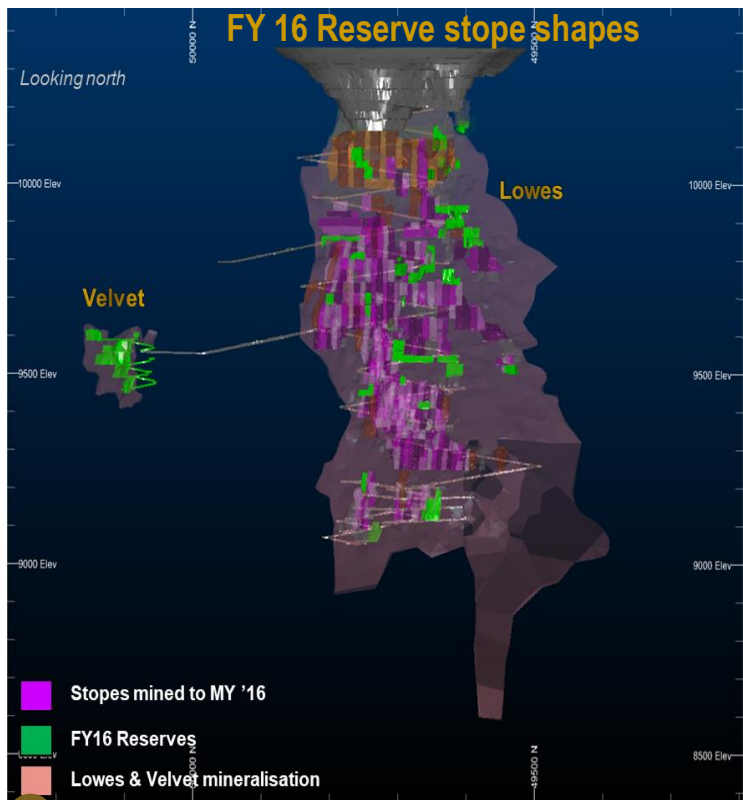 FY 16 Reserve stope shapes
50000 N
49500 N
Looking north
10000 Elev
10000 Elev
Lowes
Velvet
9500 Elev
9500 Elev
9000 Elev
9000 Elev
Stopes mined to MY '16
FY16 Reserves
8500 Elev
50000 N
49500 N
Lowes & Velvet mineralisation